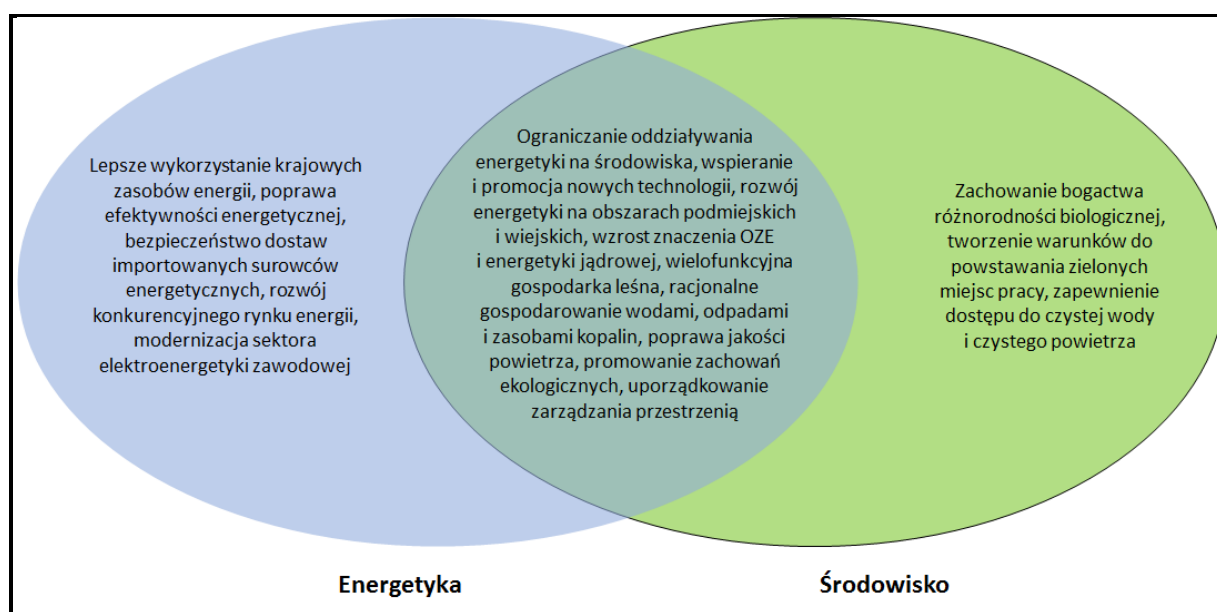 Lepsze wykorzystanie krajowych
zasobów energii, poprawa
efektywności energetycznej,
bezpieczeństwo dostaw
importowanych surowców
energetycznych, rozwój
konkurencyjnego rynku energii,
modernizacja sektora
elektroenergetyki zawodowej
Ograniczanie oddziaływania
energetyki na środowiska, wspieranie
i promocja nowych technologii, rozwój
energetyki na obszarach podmiejskich
i wiejskich, wzrost znaczenia OZE
i energetyki jądrowej, wielofunkcyjna
gospodarka leśna, racjonalne
gospodarowanie wodami, odpadami
i zasobami kopalin, poprawa jakości
powietrza, promowanie zachowań
ekologicznych, uporządkowanie
zarządzania przestrzenią
Zachowanie bogactwa
różnorodności biologicznej,
tworzenie warunków do
powstawania zielonych
miejsc pracy, zapewnienie
dostępu do czystej wody
i czystego powietrza
Energetyka
Środowisko